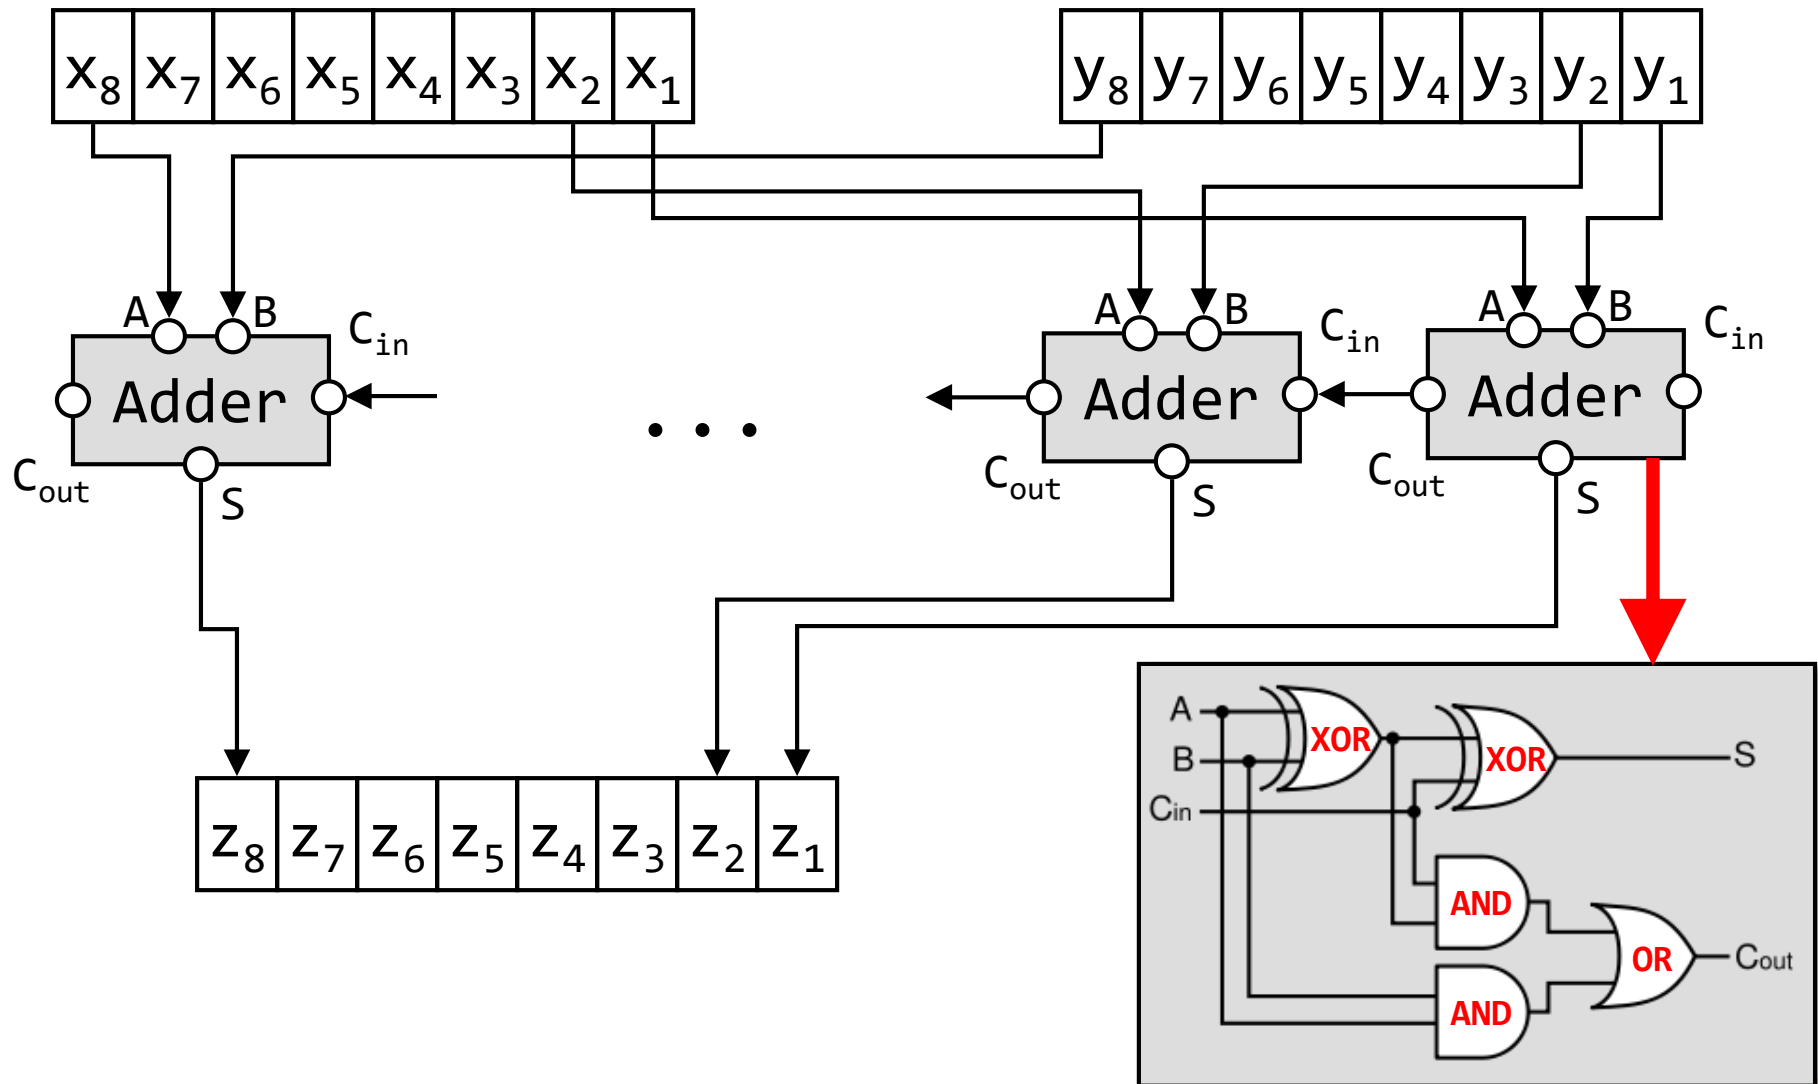 x8 x7 x6 x5 x4 x3 x2 x1
y8 y7 y6 y5 y4 y3 y2 y1
A B Cin
Adder
Cout S
...
A B Cin
Adder
Cout S
A B Cin
Adder
Cout S
z8 z7 z6 z5 z4 z3 z2 z1
A XOR XOR S
B
Cin
AND
AND OR Cout